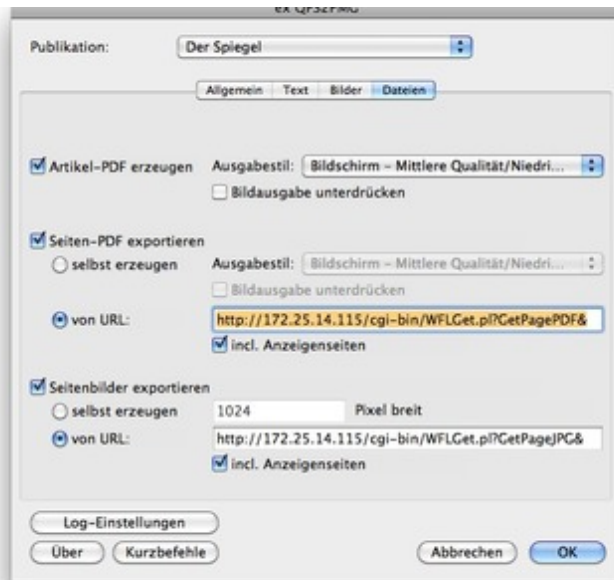 ex QPS2PMG
Publikation: Der Spiegel
Allgemein Text Bilder Dateien
Artikel-PDF erzeugen Ausgabestil: Bildschirm – Mittlere Qualität/Niedri...
Bildausgabe unterdrücken
Seiten-PDF exportieren
selbst erzeugen Ausgabestil: Bildschirm – Mittlere Qualität/Niedri...
Bildausgabe unterdrücken
von URL: http://172.25.14.115/cgi-bin/WFLGet.pl?GetPagePDF&
incl. Anzeigenseiten
Seitenbilder exportieren
selbst erzeugen 1024 Pixel breit
von URL: http://172.25.14.115/cgi-bin/WFLGet.pl?GetPageJPG&
incl. Anzeigenseiten
Log-Einstellungen
Über Kurzbefehle Abbrechen OK